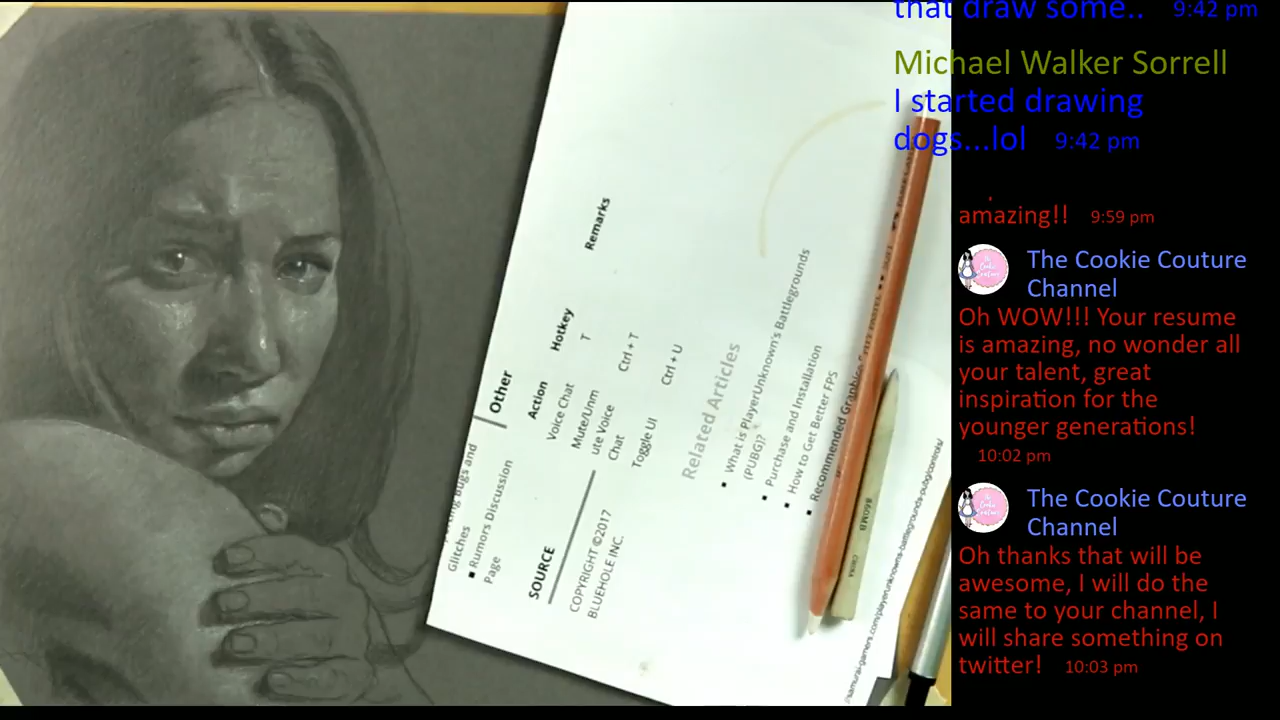 that draw some.. 9:42 pm
Michael Walker Sorrell
I started drawing
dogs...lol 9:42 pm
amazing!! 9:59 pm
The Cookie Couture
Channel
Oh WOW!!! Your resume
is amazing, no wonder all
your talent, great
inspiration for the
younger generations!
10:02 pm
The Cookie Couture
Channel
Oh thanks that will be
awesome, I will do the
same to your channel, I
will share something on
twitter! 10:03 pm
Bugs and
Glitches
Rumors Discussion
Page
SOURCE
COPYRIGHT ©2017
BLUEHOLE INC.
Other
Action Hotkey Remarks
Voice Chat T
Mute/Unm
ute Voice
Chat
Ctrl + T
Toggle UI Ctrl + U
Related Articles
What is PlayerUnknown's Battlegrounds
(PUBG)?
Purchase and Installation
How to Get Better FPS
Recommended Graphics
860MB
CHINA